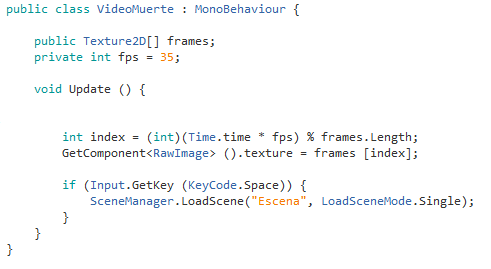 public class VideoMuerte : MonoBehaviour {
public Texture2D[] frames;
private int fps = 35;
void Update () {
int index = (int)(Time.time * fps) % frames.Length;
GetComponent<RawImage> ().texture = frames [index];
if (Input.GetKey (KeyCode.Space)) {
SceneManager.LoadScene("Escena", LoadSceneMode.Single);
}
}
}